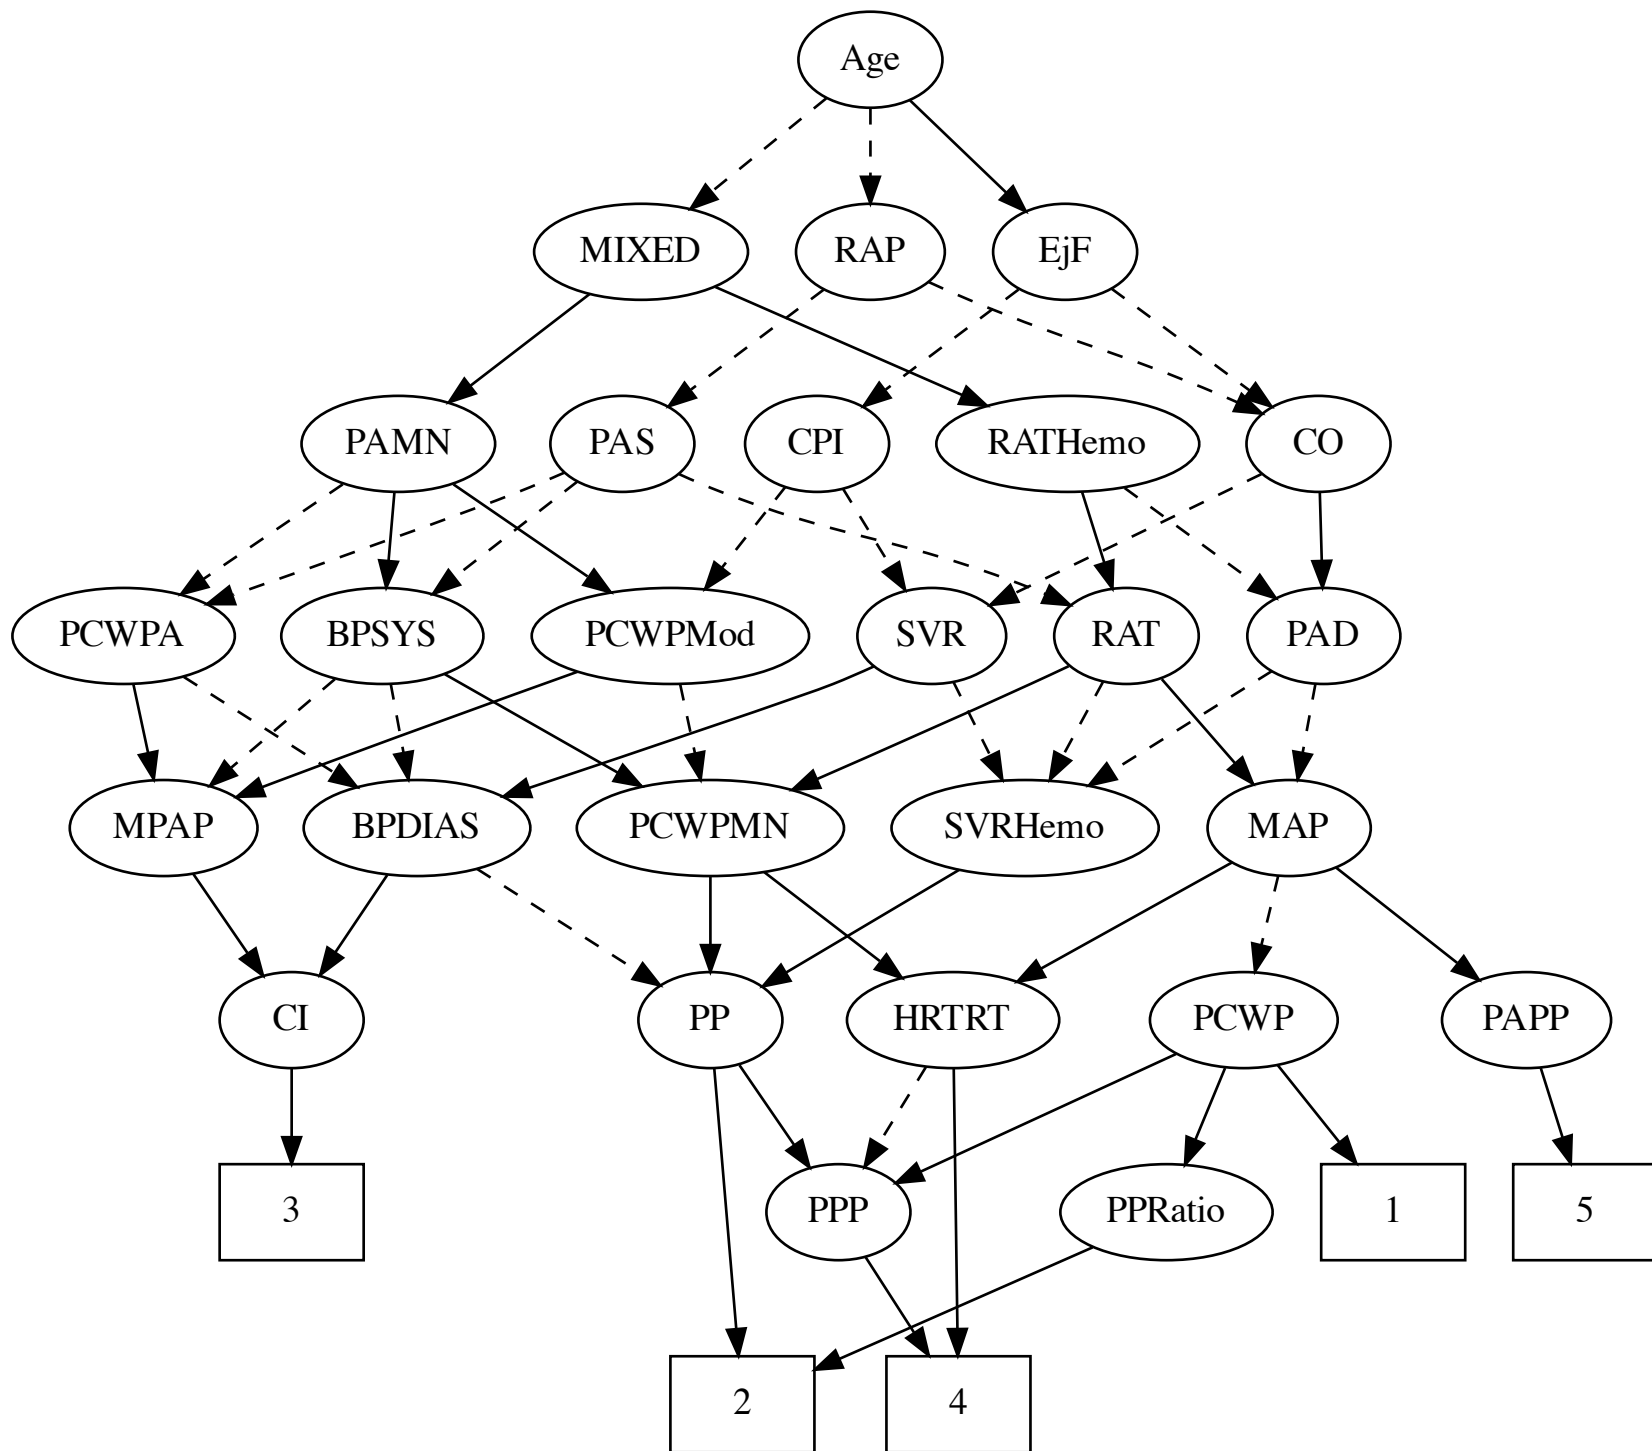 Age
MIXED
RAP
EjF
PAMN
PAS
CPI
RATHemo
CO
PCWPA
BPSYS
PCWPMod
SVR
RAT
PAD
MPAP
BPDIAS
PCWPMN
SVRHemo
MAP
CI
PP
HRTRT
PCWP
PAPP
3
PPP
PPRatio
1
5
2
4